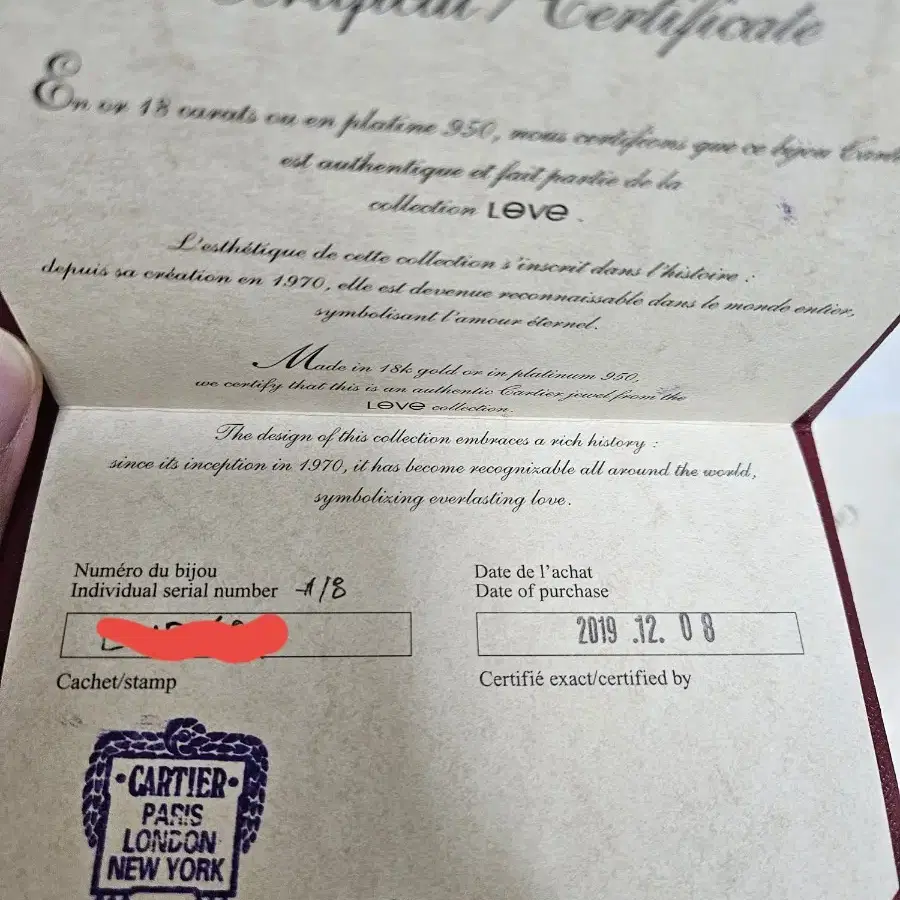 Certificat / Certificate
En or 18 carats ou en platine 950, nous certifions que ce bijou
est authentique et fait partie de la
collection LOVE.
L'esthétique de cette collection s'inscrit dans l'histoire :
depuis sa création en 1970, elle est devenue reconnaissable dans le monde entier,
symbolisant l'amour éternel.
Made in 18k gold or in platinum 950,
we certify that this is an authentic Cartier jewel from the
LOVE collection.
The design of this collection embraces a rich history :
since its inception in 1970, it has become recognizable all around the world,
symbolizing everlasting love.
Numéro du bijou
Individual serial number 1/8
Date de l'achat
Date of purchase
2019 .12. 08
Cachet/stamp
Certifié exact/certified by
·CARTIER·
PARIS
LONDON
NEW YORK